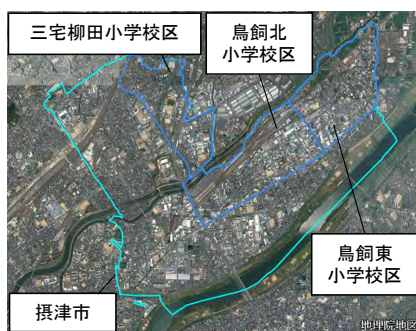 三宅柳田小学校区
鳥飼北
小学校区
鳥飼東
小学校区
摂津市
地理院地図